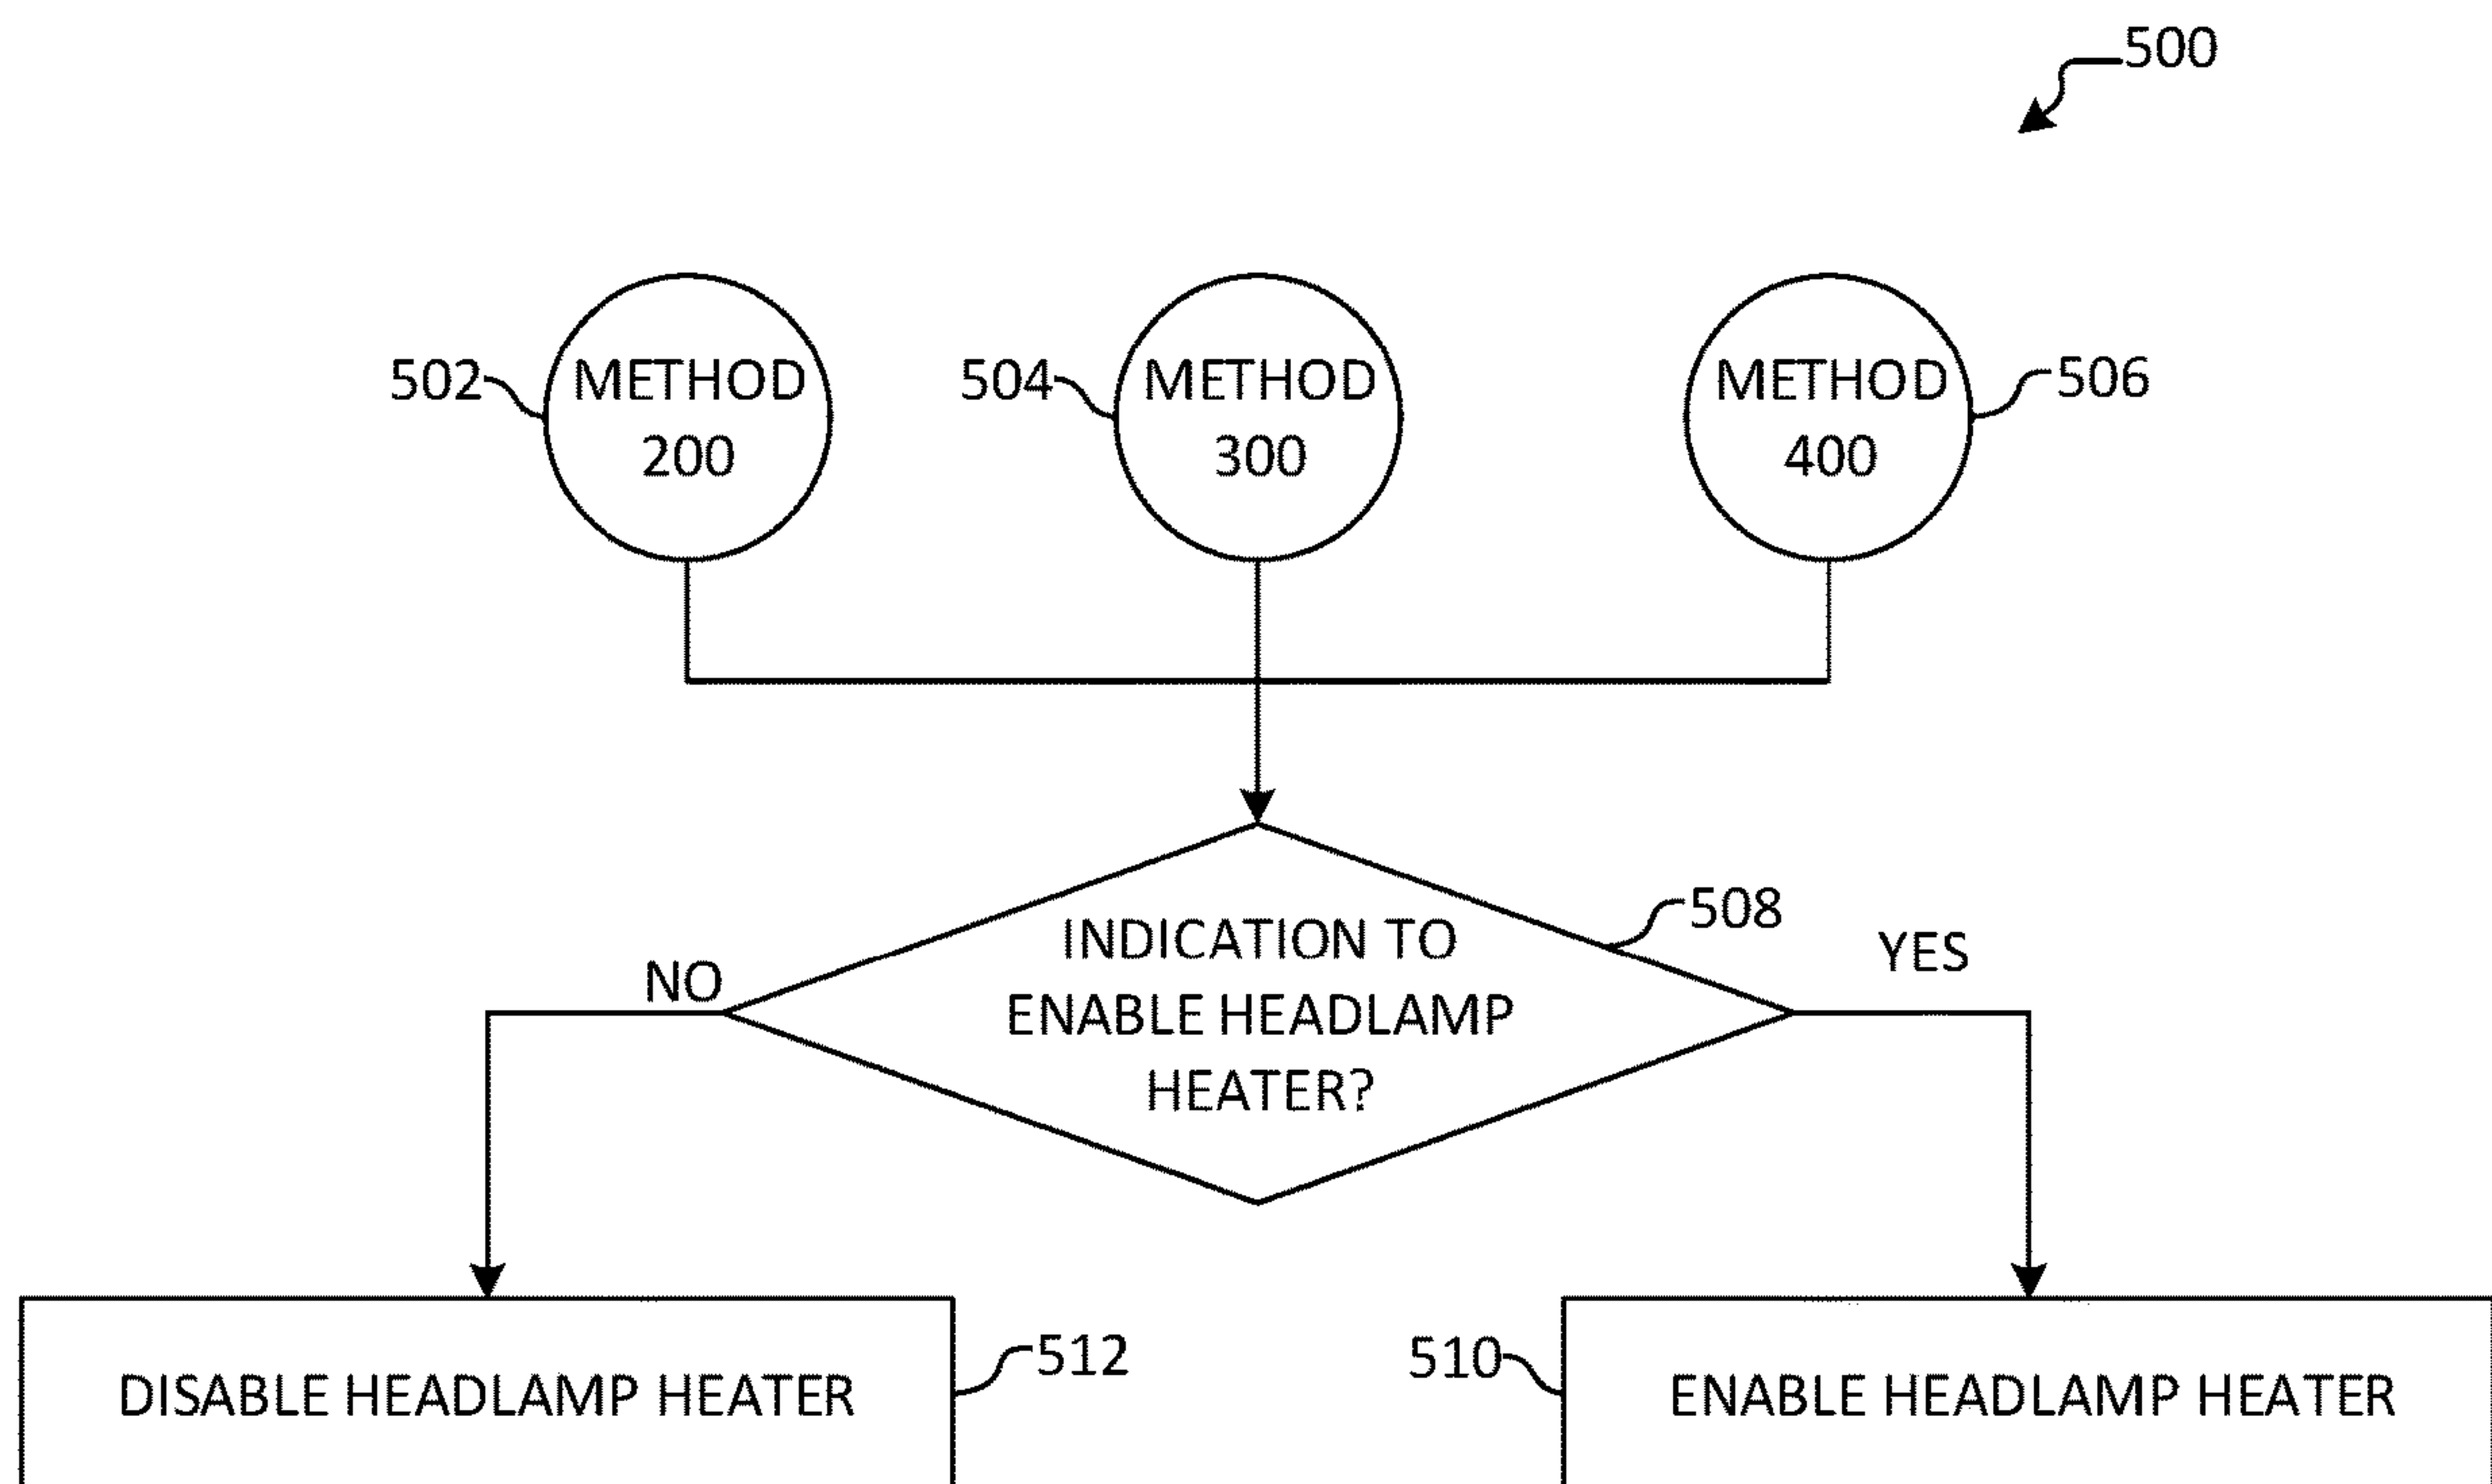 500
502
METHOD
200
504
METHOD
300
METHOD
400
506
INDICATION TO
ENABLE HEADLAMP
HEATER?
508
NO
YES
DISABLE HEADLAMP HEATER
512
510
ENABLE HEADLAMP HEATER